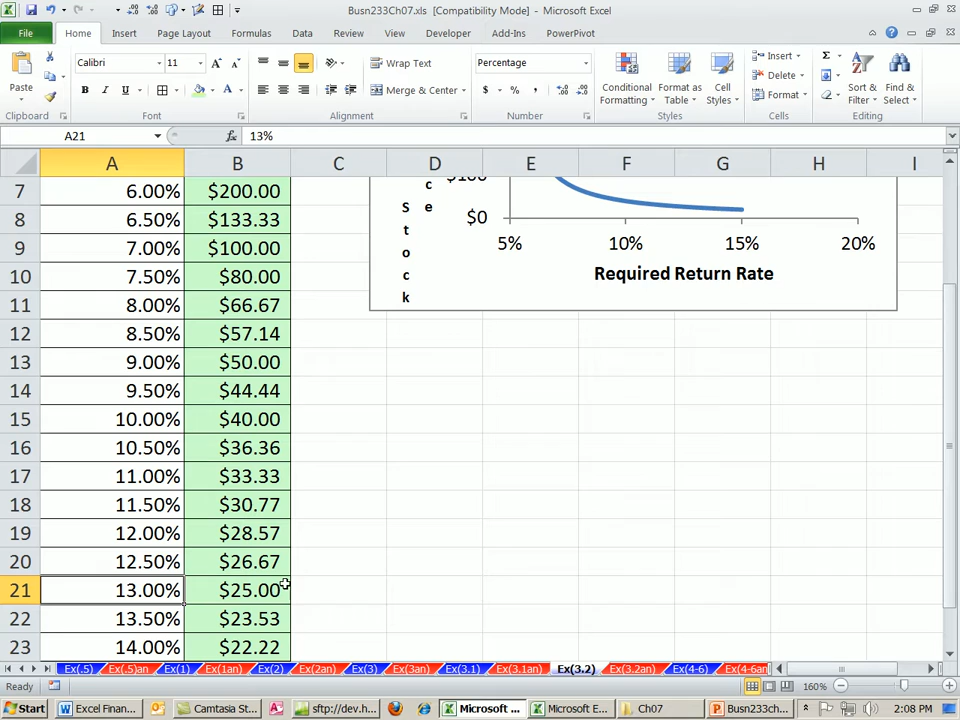 Busn233Ch07.xls [Compatibility Mode] - Microsoft Excel
File Home Insert Page Layout Formulas Data Review View Developer Add-Ins PowerPivot
Paste
Calibri 11
B I U
Wrap Text
Merge & Center
Percentage
$ % ,
Conditional Formatting
Format as Table
Cell Styles
Insert
Delete
Format
Sort & Filter
Find & Select
Clipboard Font Alignment Number Styles Cells Editing
A21 fx 13%
A B C D E F G H I
7 6.00% $200.00
8 6.50% $133.33
9 7.00% $100.00
10 7.50% $80.00
11 8.00% $66.67
12 8.50% $57.14
13 9.00% $50.00
14 9.50% $44.44
15 10.00% $40.00
16 10.50% $36.36
17 11.00% $33.33
18 11.50% $30.77
19 12.00% $28.57
20 12.50% $26.67
21 13.00% $25.00
22 13.50% $23.53
23 14.00% $22.22
c
e
S
t
o
c
k
$100
$0
5% 10% 15% 20%
Required Return Rate
Ex(.5) Ex(.5)an Ex(1) Ex(1an) Ex(2) Ex(2an) Ex(3) Ex(3an) Ex(3.1) Ex(3.1an) Ex(3.2) Ex(3.2an) Ex(4-6) Ex(4-6an
Ready 160%
Start Excel Finan... Camtasia St... sftp://dev.h... Microsoft ... Microsoft E... Ch07 Busn233ch... 2:08 PM